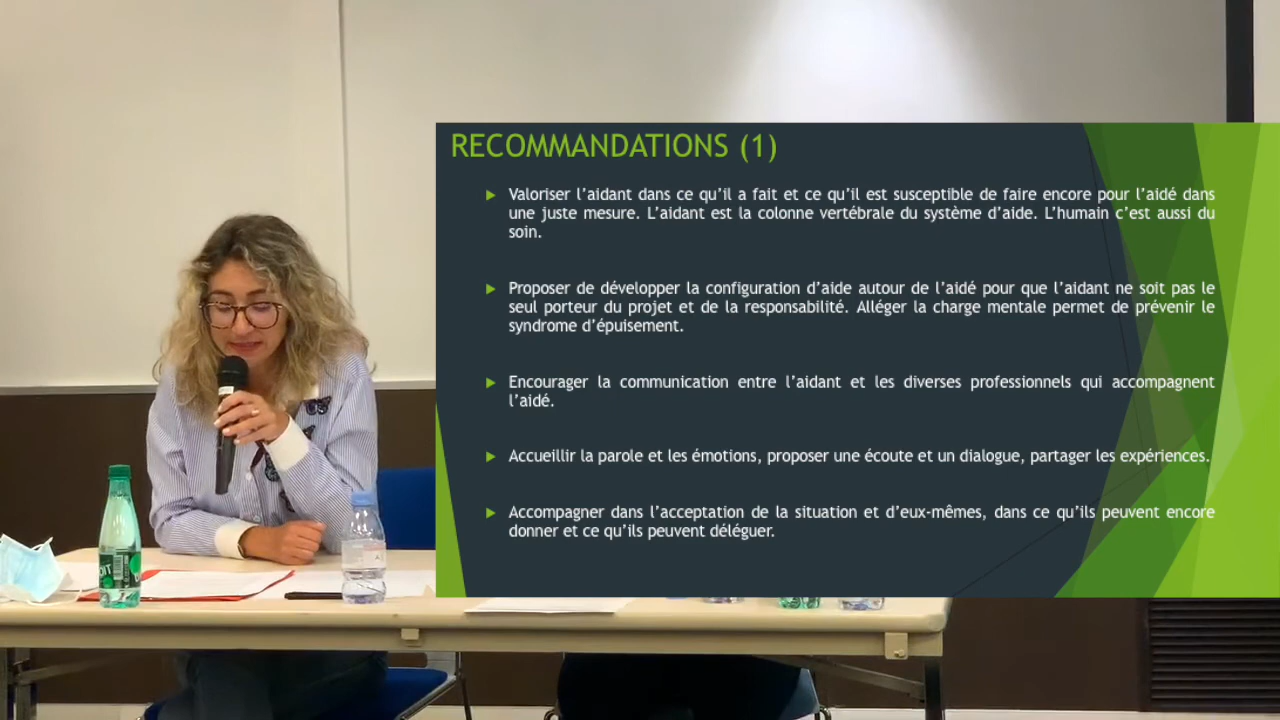 RECOMMANDATIONS (1)
Valoriser l'aidant dans ce qu'il a fait et ce qu'il est susceptible de faire encore pour l'aidé dans
une juste mesure. L'aidant est la colonne vertébrale du système d'aide. L'humain c'est aussi du
soin.
Proposer de développer la configuration d'aide autour de l'aidé pour que l'aidant ne soit pas le
seul porteur du projet et de la responsabilité. Alléger la charge mentale permet de prévenir le
syndrome d'épuisement.
Encourager la communication entre l'aidant et les diverses professionnels qui accompagnent
l'aidé.
Accueillir la parole et les émotions, proposer une écoute et un dialogue, partager les expériences.
Accompagner dans l'acceptation de la situation et d'eux-mêmes, dans ce qu'ils peuvent encore
donner et ce qu'ils peuvent déléguer.